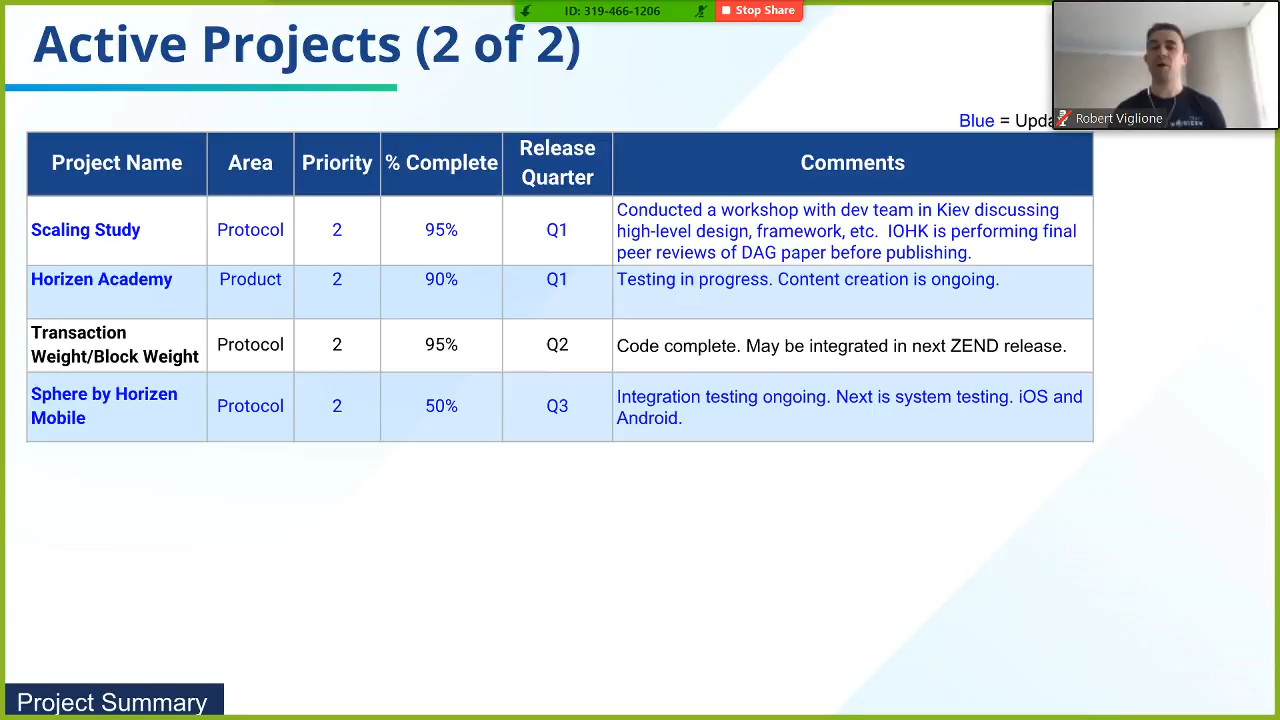 ID: 319-466-1206
Stop Share
Active Projects (2 of 2)
Robert Viglione
Blue =
Project Name
Area
Priority
% Complete
Release
Quarter
Comments
Scaling Study
Protocol
2
95%
Q1
Conducted a workshop with dev team in Kiev discussing
high-level design, framework, etc. IOHK is performing final
peer reviews of DAG paper before publishing.
Horizen Academy
Product
2
90%
Q1
Testing in progress. Content creation is ongoing.
Transaction
Weight/Block Weight
Protocol
2
95%
Q2
Code complete. May be integrated in next ZEND release.
Sphere by Horizen
Mobile
Protocol
2
50%
Q3
Integration testing ongoing. Next is system testing. iOS and
Android.
Project Summary